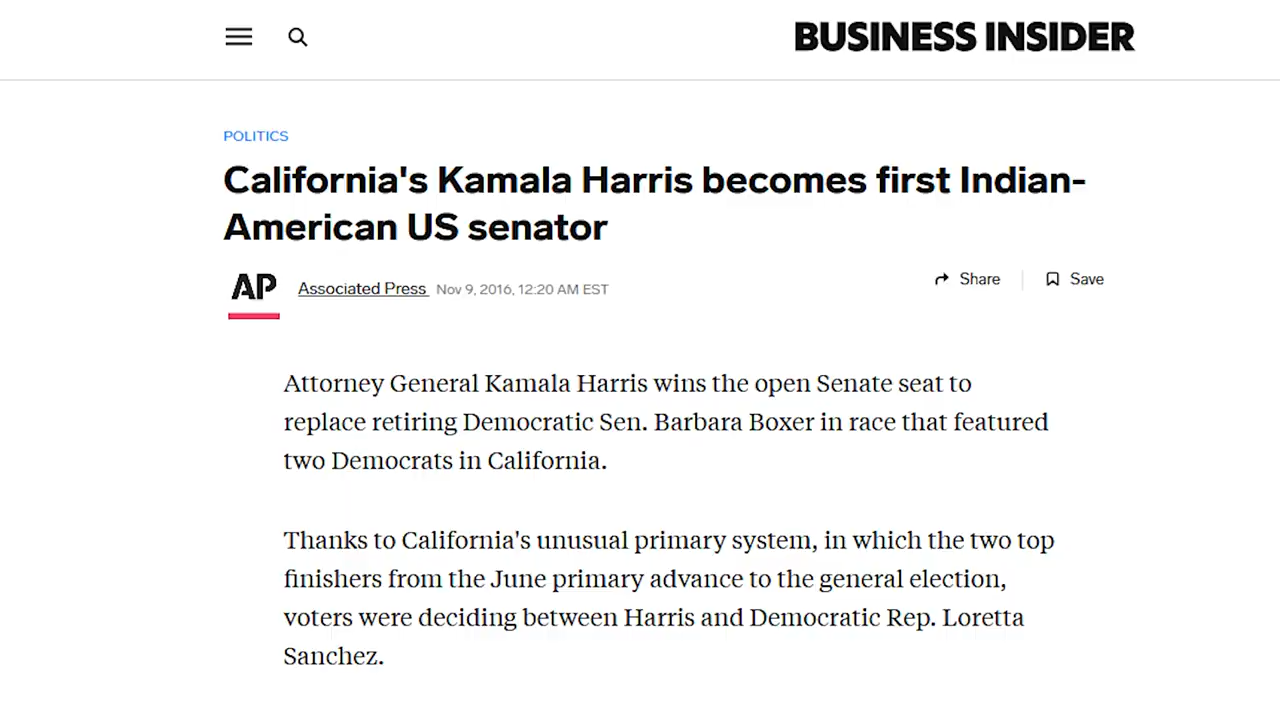 BUSINESS INSIDER
POLITICS
California's Kamala Harris becomes first Indian-
American US senator
AP
Associated Press Nov 9, 2016, 12:20 AM EST
Share
Save
Attorney General Kamala Harris wins the open Senate seat to
replace retiring Democratic Sen. Barbara Boxer in race that featured
two Democrats in California.
Thanks to California's unusual primary system, in which the two top
finishers from the June primary advance to the general election,
voters were deciding between Harris and Democratic Rep. Loretta
Sanchez.